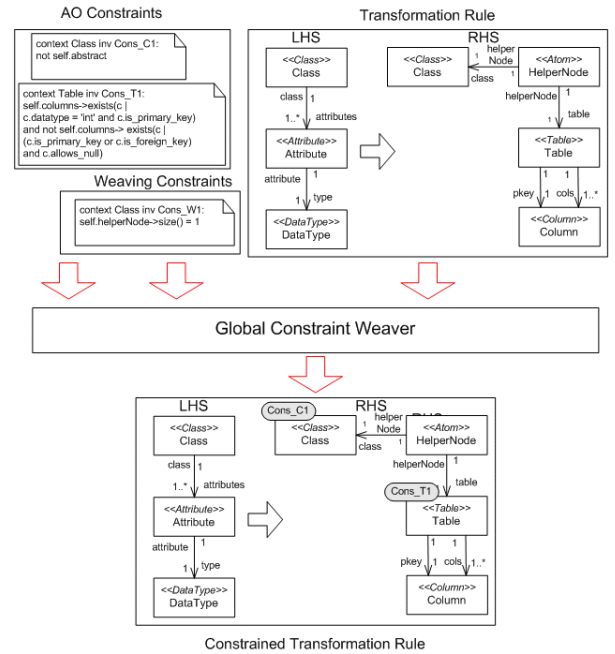 AO Constraints
context Class inv Cons_C1:
not self.abstract
context Table inv Cons_T1:
self.columns->exists(c |
c.datatype = 'int' and c.is_primary_key)
and not self.columns-> exists(c |
(c.is_primary_key or c.is_foreign_key)
and c.allows_null)
Weaving Constraints
context Class inv Cons_W1:
self.helperNode->size() = 1
Transformation Rule
LHS
<<Class>>
Class
class 1
1..* attributes
<<Attribute>>
Attribute
attribute 1
1 type
<<DataType>>
DataType
RHS
<<Class>>
Class
1 helper
Node
class 1
<<Atom>>
HelperNode
helperNode 1
1 table
<<Table>>
Table
1 1
pkey 1 cols 1..*
<<Column>>
Column
Global Constraint Weaver
LHS
<<Class>>
Class
class 1
1..* attributes
<<Attribute>>
Attribute
attribute 1
1 type
<<DataType>>
DataType
RHS
Cons_C1
<<Class>>
Class
1 helper
Node
class 1
<<Atom>>
HelperNode
helperNode 1
1 table
Cons_T1
<<Table>>
Table
1 1
pkey 1 cols 1..*
<<Column>>
Column
Constrained Transformation Rule